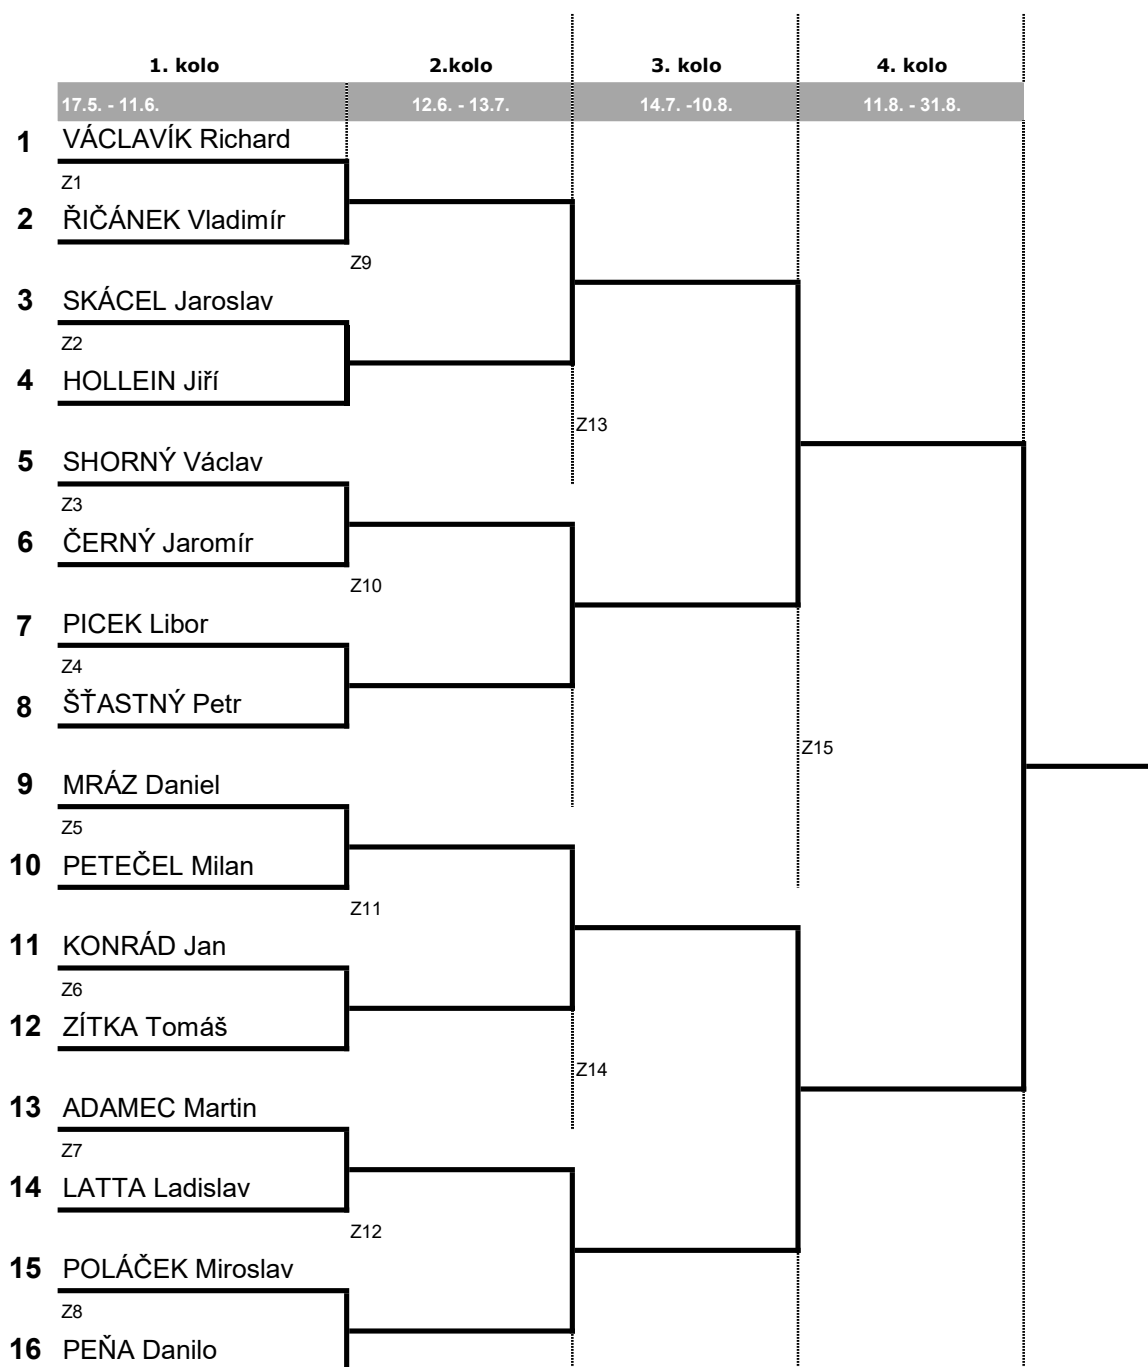 1. kolo 2.kolo 3. kolo 4. kolo
17.5. - 11.6. 12.6. - 13.7. 14.7. -10.8. 11.8. - 31.8.
1 VÁCLAVÍK Richard
Z1
2 ŘIČÁNEK Vladimír
Z9
3 SKÁCEL Jaroslav
Z2
4 HOLLEIN Jiří
Z13
5 SHORNÝ Václav
Z3
6 ČERNÝ Jaromír
Z10
7 PICEK Libor
Z4
8 ŠŤASTNÝ Petr
Z15
9 MRÁZ Daniel
Z5
10 PETEČEL Milan
Z11
11 KONRÁD Jan
Z6
12 ZÍTKA Tomáš
Z14
13 ADAMEC Martin
Z7
14 LATTA Ladislav
Z12
15 POLÁČEK Miroslav
Z8
16 PEŇA Danilo